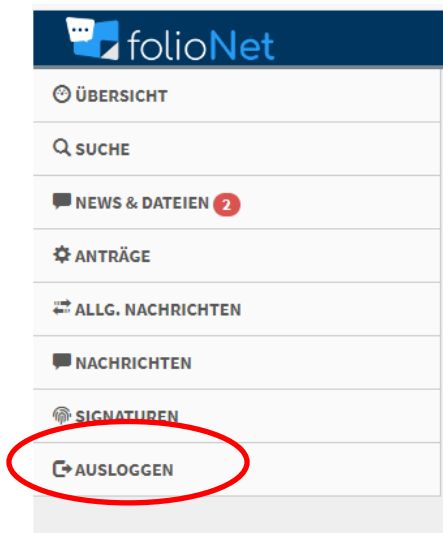 folioNet
ÜBERSICHT
SUCHE
NEWS & DATEIEN 2
ANTRÄGE
ALLG. NACHRICHTEN
NACHRICHTEN
SIGNATUREN
AUSLOGGEN